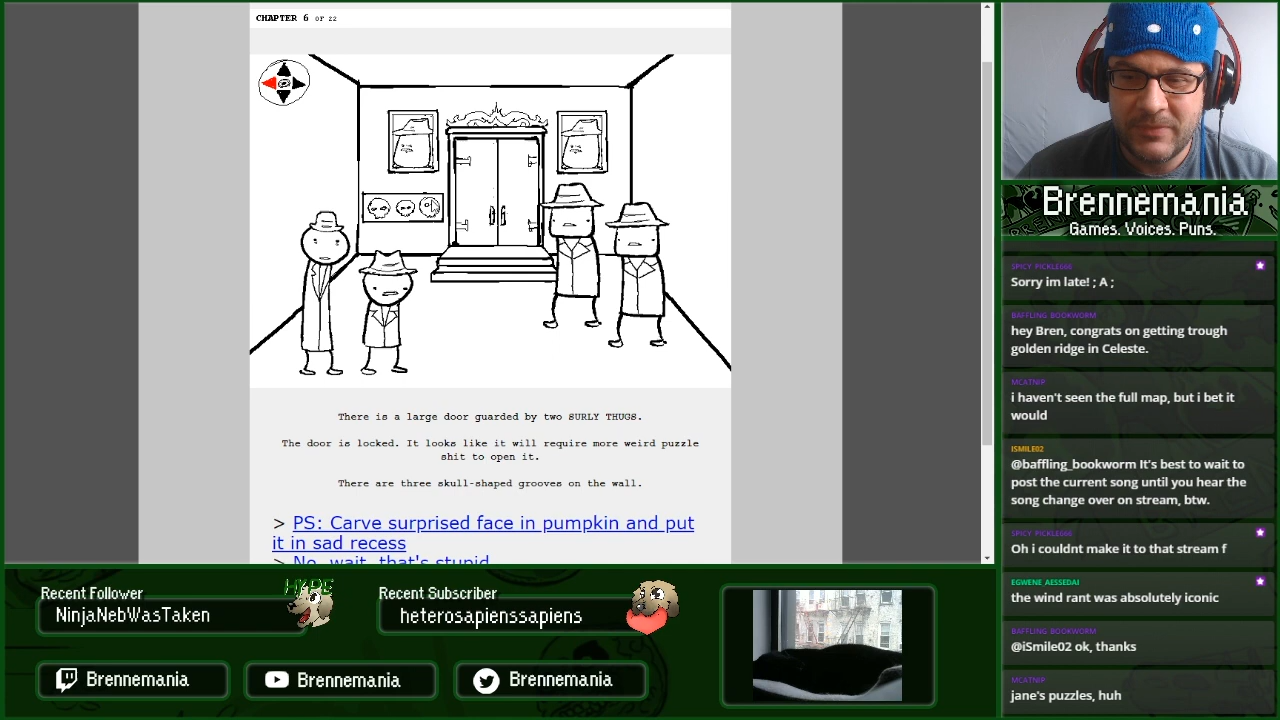 CHAPTER 6 OF 22
There is a large door guarded by two SURLY THUGS.
The door is locked. It looks like it will require more weird puzzle
shit to open it.
There are three skull-shaped grooves on the wall.
> PS: Carve surprised face in pumpkin and put
it in sad recess
> No, wait, that's stupid
Brennemania
Games. Voices. Puns.
SPICY PICKLE666
Sorry im late! ; A ;
BAFFLING BOOKWORM
hey Bren, congrats on getting trough
golden ridge in Celeste.
MCATNIP
i haven't seen the full map, but i bet it
would
ISMILE02
@baffling_bookworm It's best to wait to
post the current song until you hear the
song change over on stream, btw.
SPICY PICKLE666
Oh i couldnt make it to that stream f
EGWENE AESSEDAI
the wind rant was absolutely iconic
BAFFLING BOOKWORM
@iSmile02 ok, thanks
MCATNIP
jane's puzzles, huh
Recent Follower
HYPE
NinjaNebWasTaken
Recent Subscriber
heterosapienssapiens
Brennemania
Brennemania
Brennemania